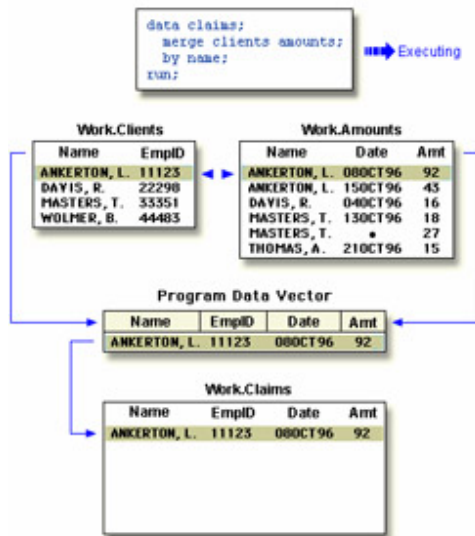 data claims;
merge clients amounts;
by name;
run;
Executing
Work.Clients
Name EmpID
ANKERTON, L. 11123
DAVIS, R. 22298
MASTERS, T. 33351
WOLMER, B. 44483
Work.Amounts
Name Date Amt
ANKERTON, L. 08OCT96 92
ANKERTON, L. 15OCT96 43
DAVIS, R. 04OCT96 16
MASTERS, T. 13OCT96 18
MASTERS, T. • 27
THOMAS, A. 21OCT96 15
Program Data Vector
Name EmpID Date Amt
ANKERTON, L. 11123 08OCT96 92
Work.Claims
Name EmpID Date Amt
ANKERTON, L. 11123 08OCT96 92